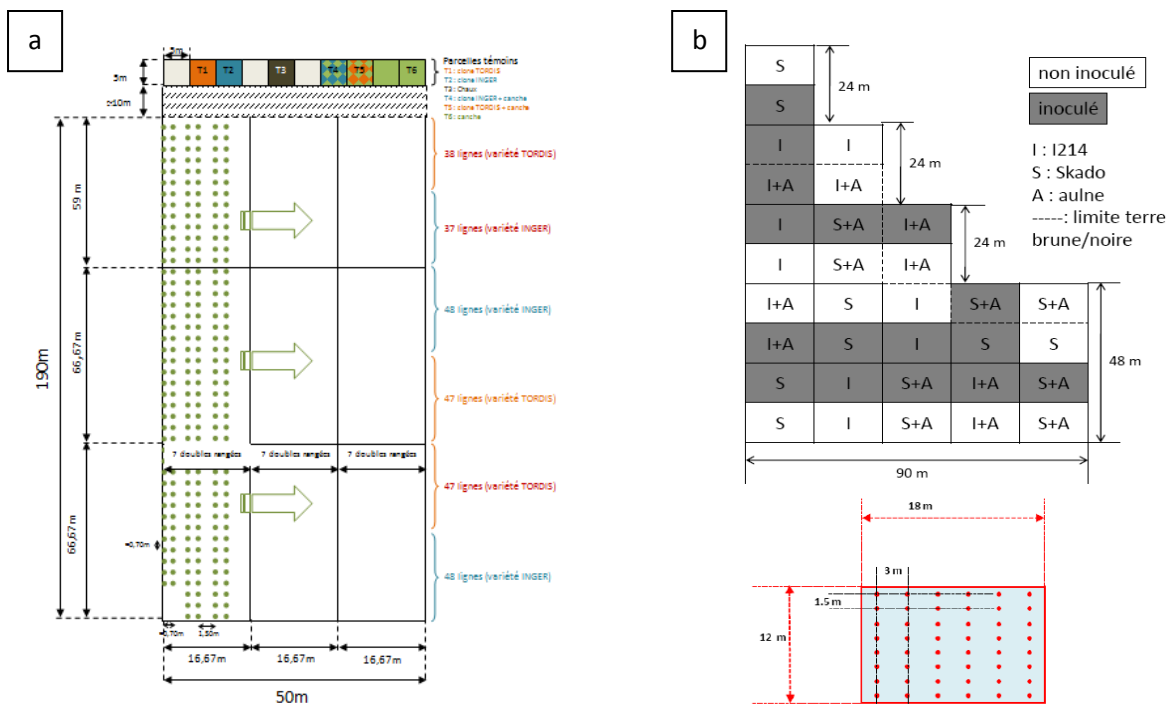 a
5m
5m
≈10m
T1
T2
T3
T4
T5
T6
Parcelles témoins
T1 : clone TORDIS
T2 : clone INGER
T3 : Chaux
T4 : clone INGER + canche
T5 : clone TORDIS + canche
T6 : canche
190m
59 m
66,67m
66,67m
38 lignes (variété TORDIS)
37 lignes (variété INGER)
48 lignes (variété INGER)
47 lignes (variété TORDIS)
47 lignes (variété TORDIS)
48 lignes (variété INGER)
7 doubles rangées
7 doubles rangées
7 doubles rangées
≈0,70m
≈0,70m
1,50m
16,67m
16,67m
16,67m
50m
b
S
S
I
I
I+A
I+A
I
S+A
I+A
I
S+A
I+A
I+A
S
I
S+A
S+A
I+A
S
I
S
S
S
I
S+A
I+A
S+A
S
I
S+A
I+A
S+A
24 m
24 m
24 m
48 m
90 m
non inoculé
inoculé
I : I214
S : Skado
A : aulne
-----: limite terre
brune/noire
18 m
3 m
1.5m
12 m